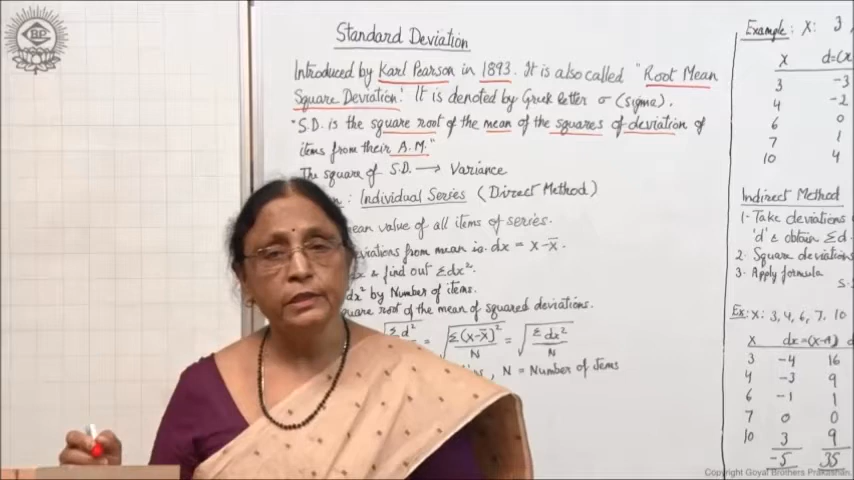 Standard Deviation
Introduced by Karl Pearson in 1893. It is also called "Root Mean
Square Deviation". It is denoted by Greek letter σ (sigma).
"S.D. is the square root of the mean of the squares of deviation of
items from their A.M."
The square of S.D. → Variance
: Individual Series (Direct Method)
mean value of all items of series.
deviations from mean i.e. dx = x-x̄.
dx & find out Σdx².
dx² by Number of items.
square root of the mean of squared deviations.
√Σd² = √Σ(x-x̄)²/N = √Σdx²/N
, N = Number of items
Example: X: 3,
X d=(x
3 -3
4 -2
6 0
7 1
10 4
Indirect Method
1- Take deviations
'd' & obtain Σd
2. Square deviations
3. Apply formula
S.
Ex: X: 3, 4, 6, 7, 10
X dx=(x-A) d
3 -4 16
4 -3 9
6 -1 1
7 0 0
10 3 9
-5 35
GBP
Copyright Goyal Brothers Prakashan